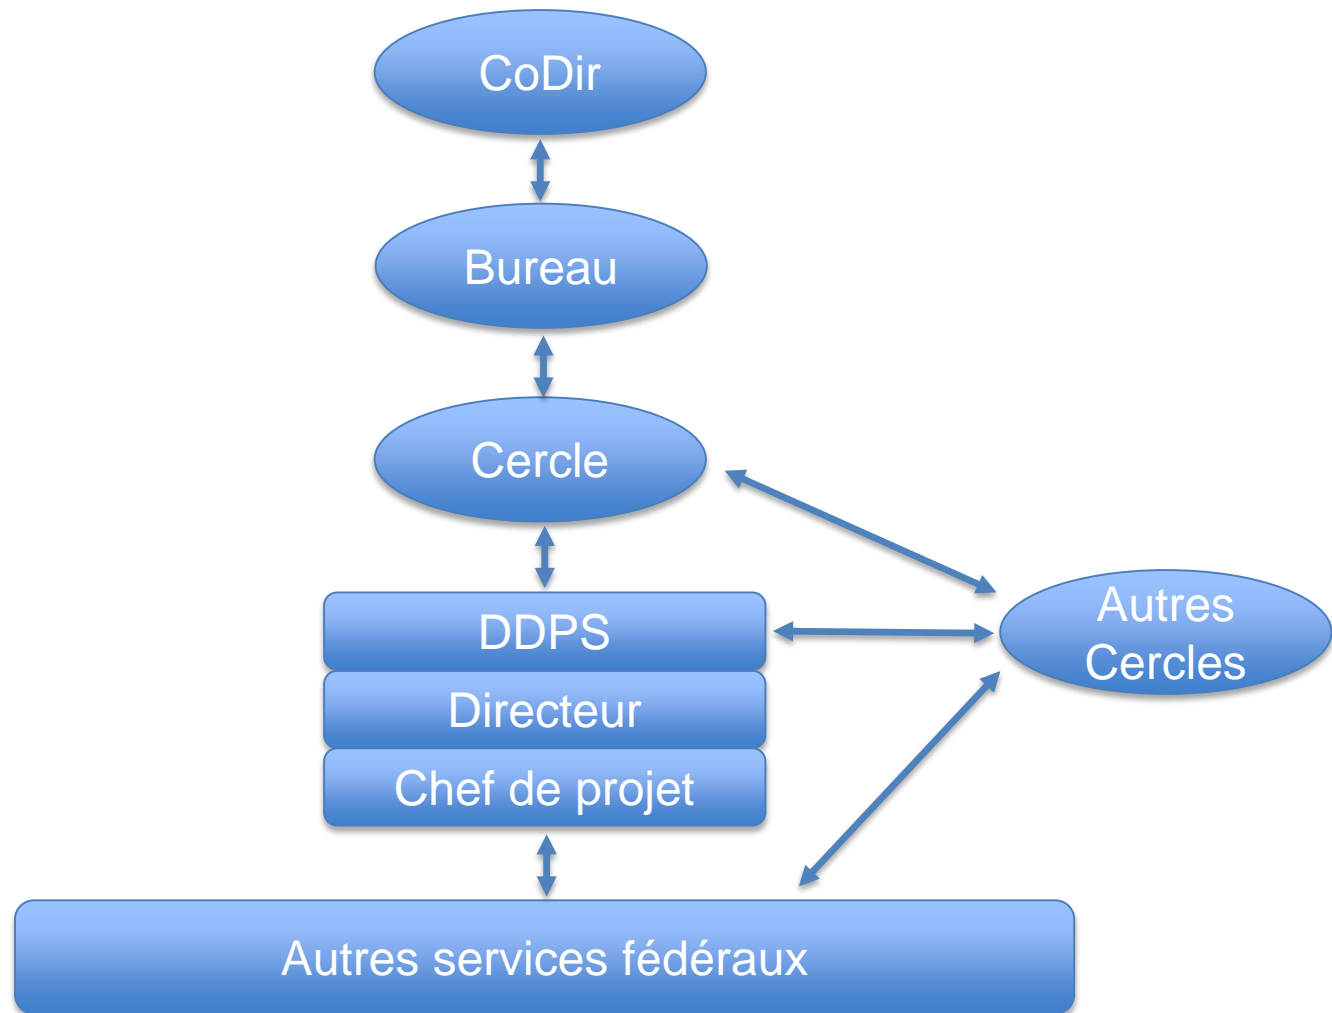 CoDir
Bureau
Cercle
DDPS
Directeur
Chef de projet
Autres
Cercles
Autres services fédéraux